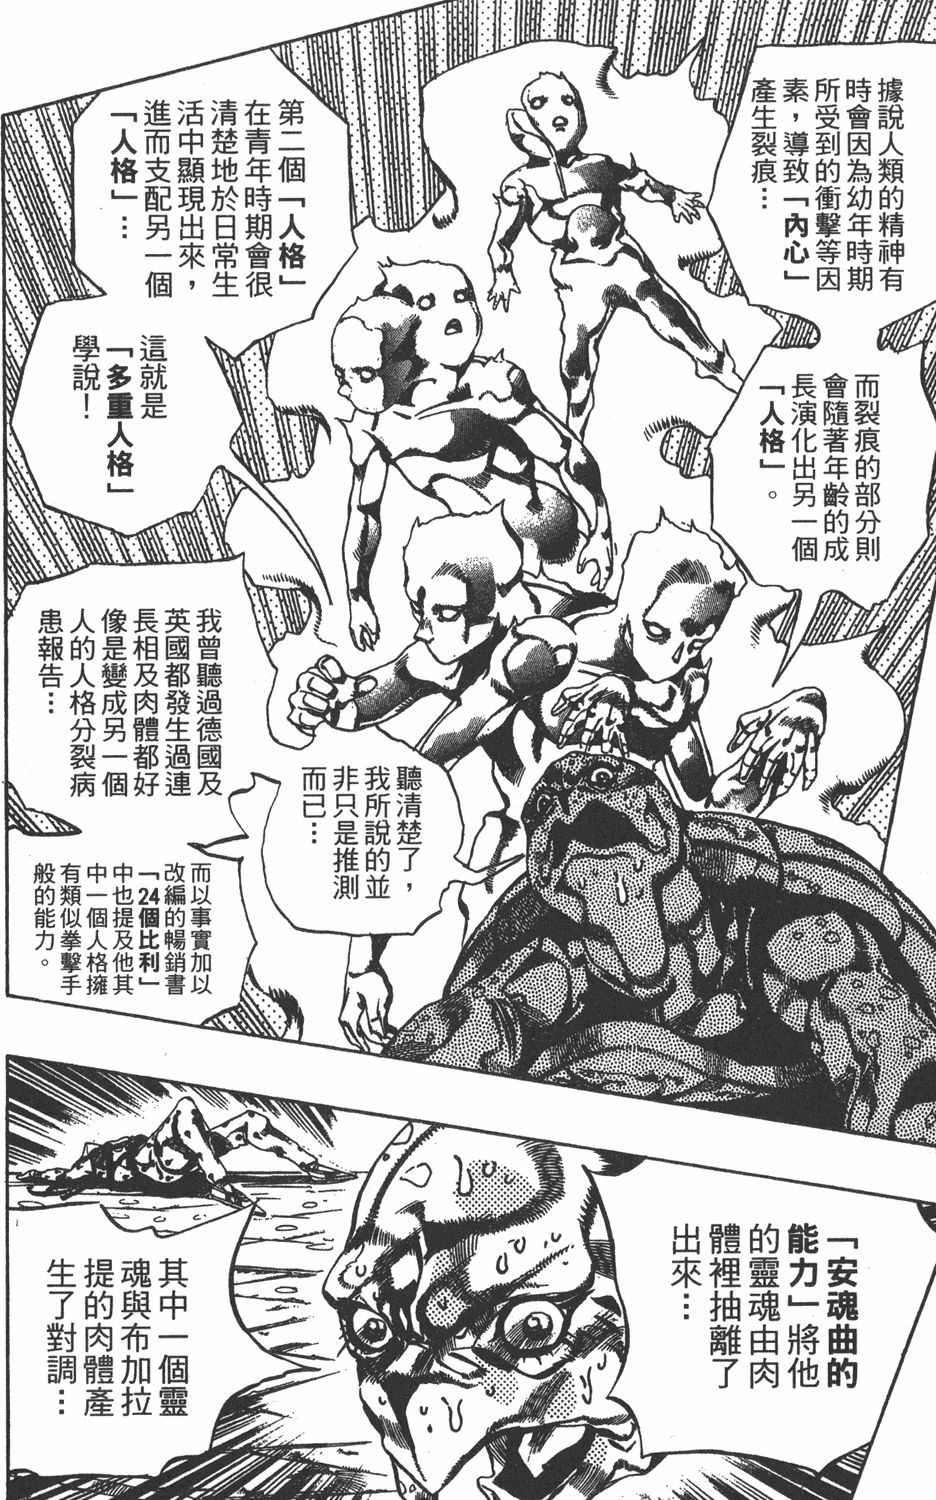 據說人類的精神有
時會因為幼年時期
所受到的衝擊等因
素，導致「內心」
產生裂痕…
而裂痕的部分則
會隨著年齡的成
長演化出另一個
「人格」。
第二個「人格」
在青年時期會很
清楚地於日常生
活中顯現出來，
進而支配另一個
「人格」…
這就是
「多重人格」
學說！
我曾聽過德國及
英國都發生過連
長相及肉體都好
像是變成另一個
人的人格分裂病
患報告…
而以事實加以
改編的暢銷書
「24個比利」
中也提及他其
中一個人格擁
有類似拳擊手
般的能力。
聽清楚了，
我所說的並
非只是推測
而已…
「安魂曲的
能力」將他
的靈魂由肉
體裡抽離了
出來…
其中一個靈
魂與布加拉
提的肉體產
生了對調…